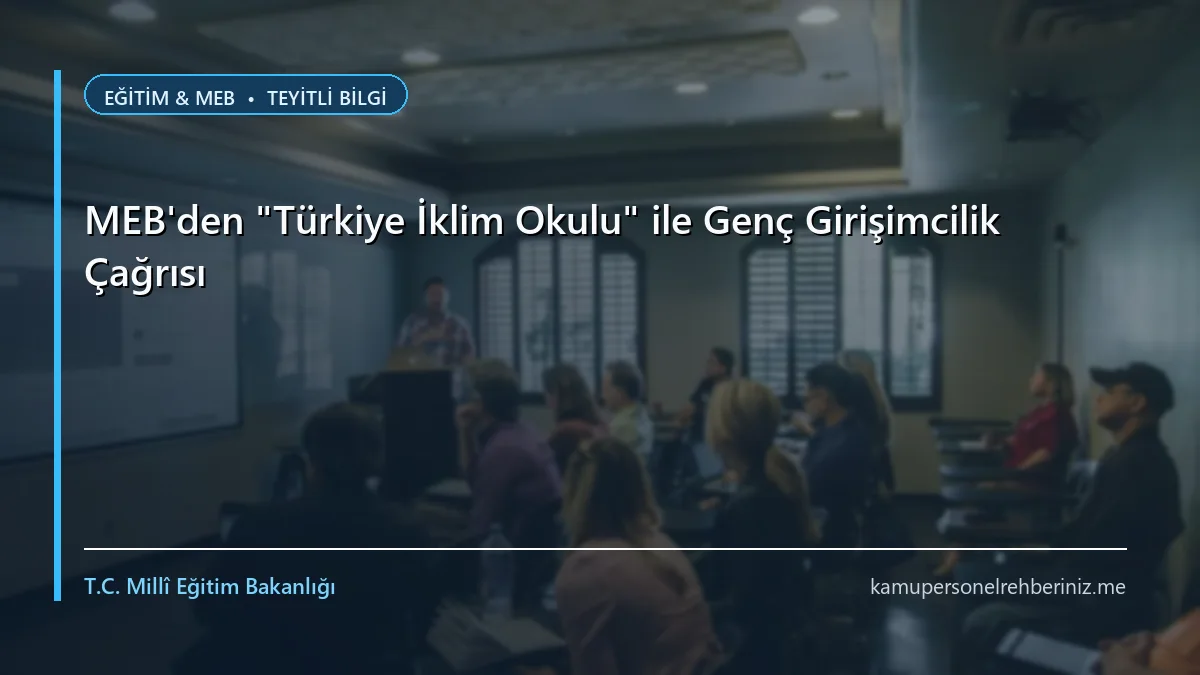 EĞİTİM & MEB • TEYİTLİ BİLGİ
MEB'den "Türkiye İklim Okulu" ile Genç Girişimcilik
Çağrısı
T.C. Millî Eğitim Bakanlığı
kamupersonelrehberiniz.me